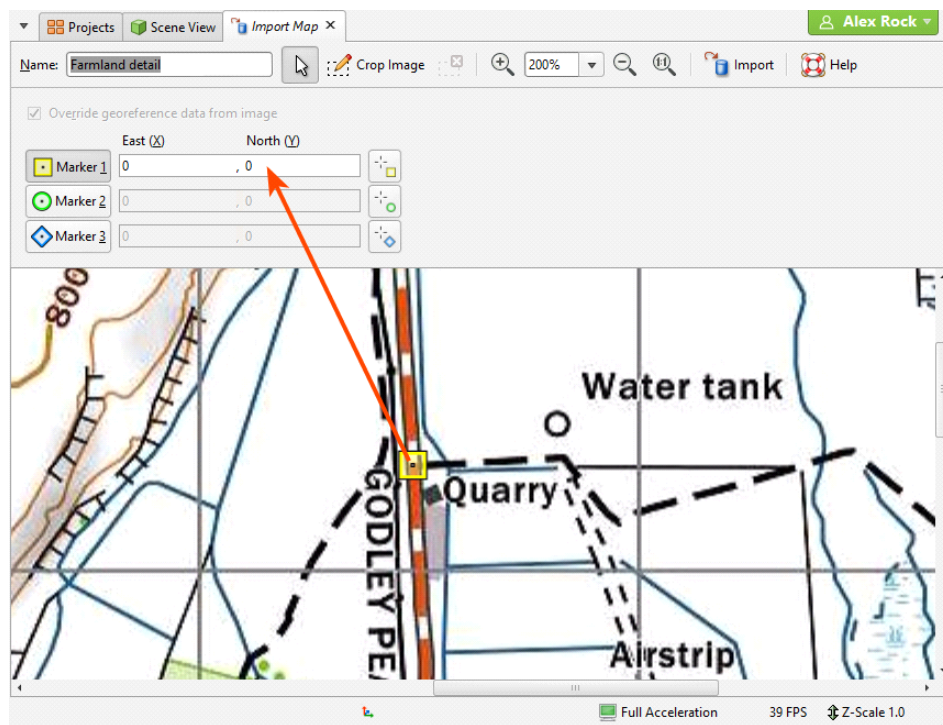 Projects Scene View Import Map ×
Alex Rock
Name: Farmland detail Crop Image 200% Import Help
Override georeference data from image
East (X) North (Y)
Marker 1 0 , 0
Marker 2 0 , 0
Marker 3 0 , 0
800
Water tank
Quarry
GODLEY PE
Airstrip
Full Acceleration 39 FPS Z-Scale 1.0